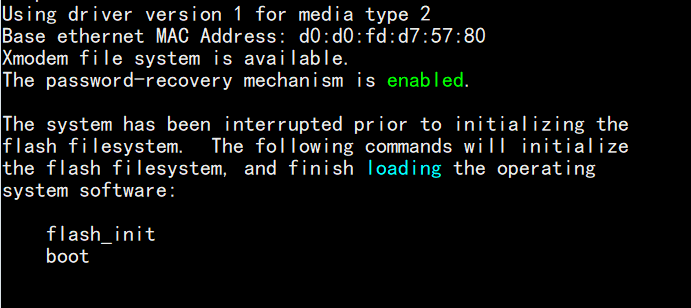 Using driver version 1 for media type 2
Base ethernet MAC Address: d0:d0:fd:d7:57:80
Xmodem file system is available.
The password-recovery mechanism is enabled.
The system has been interrupted prior to initializing the
flash filesystem.  The following commands will initialize
the flash filesystem, and finish loading the operating
system software:
flash_init
boot